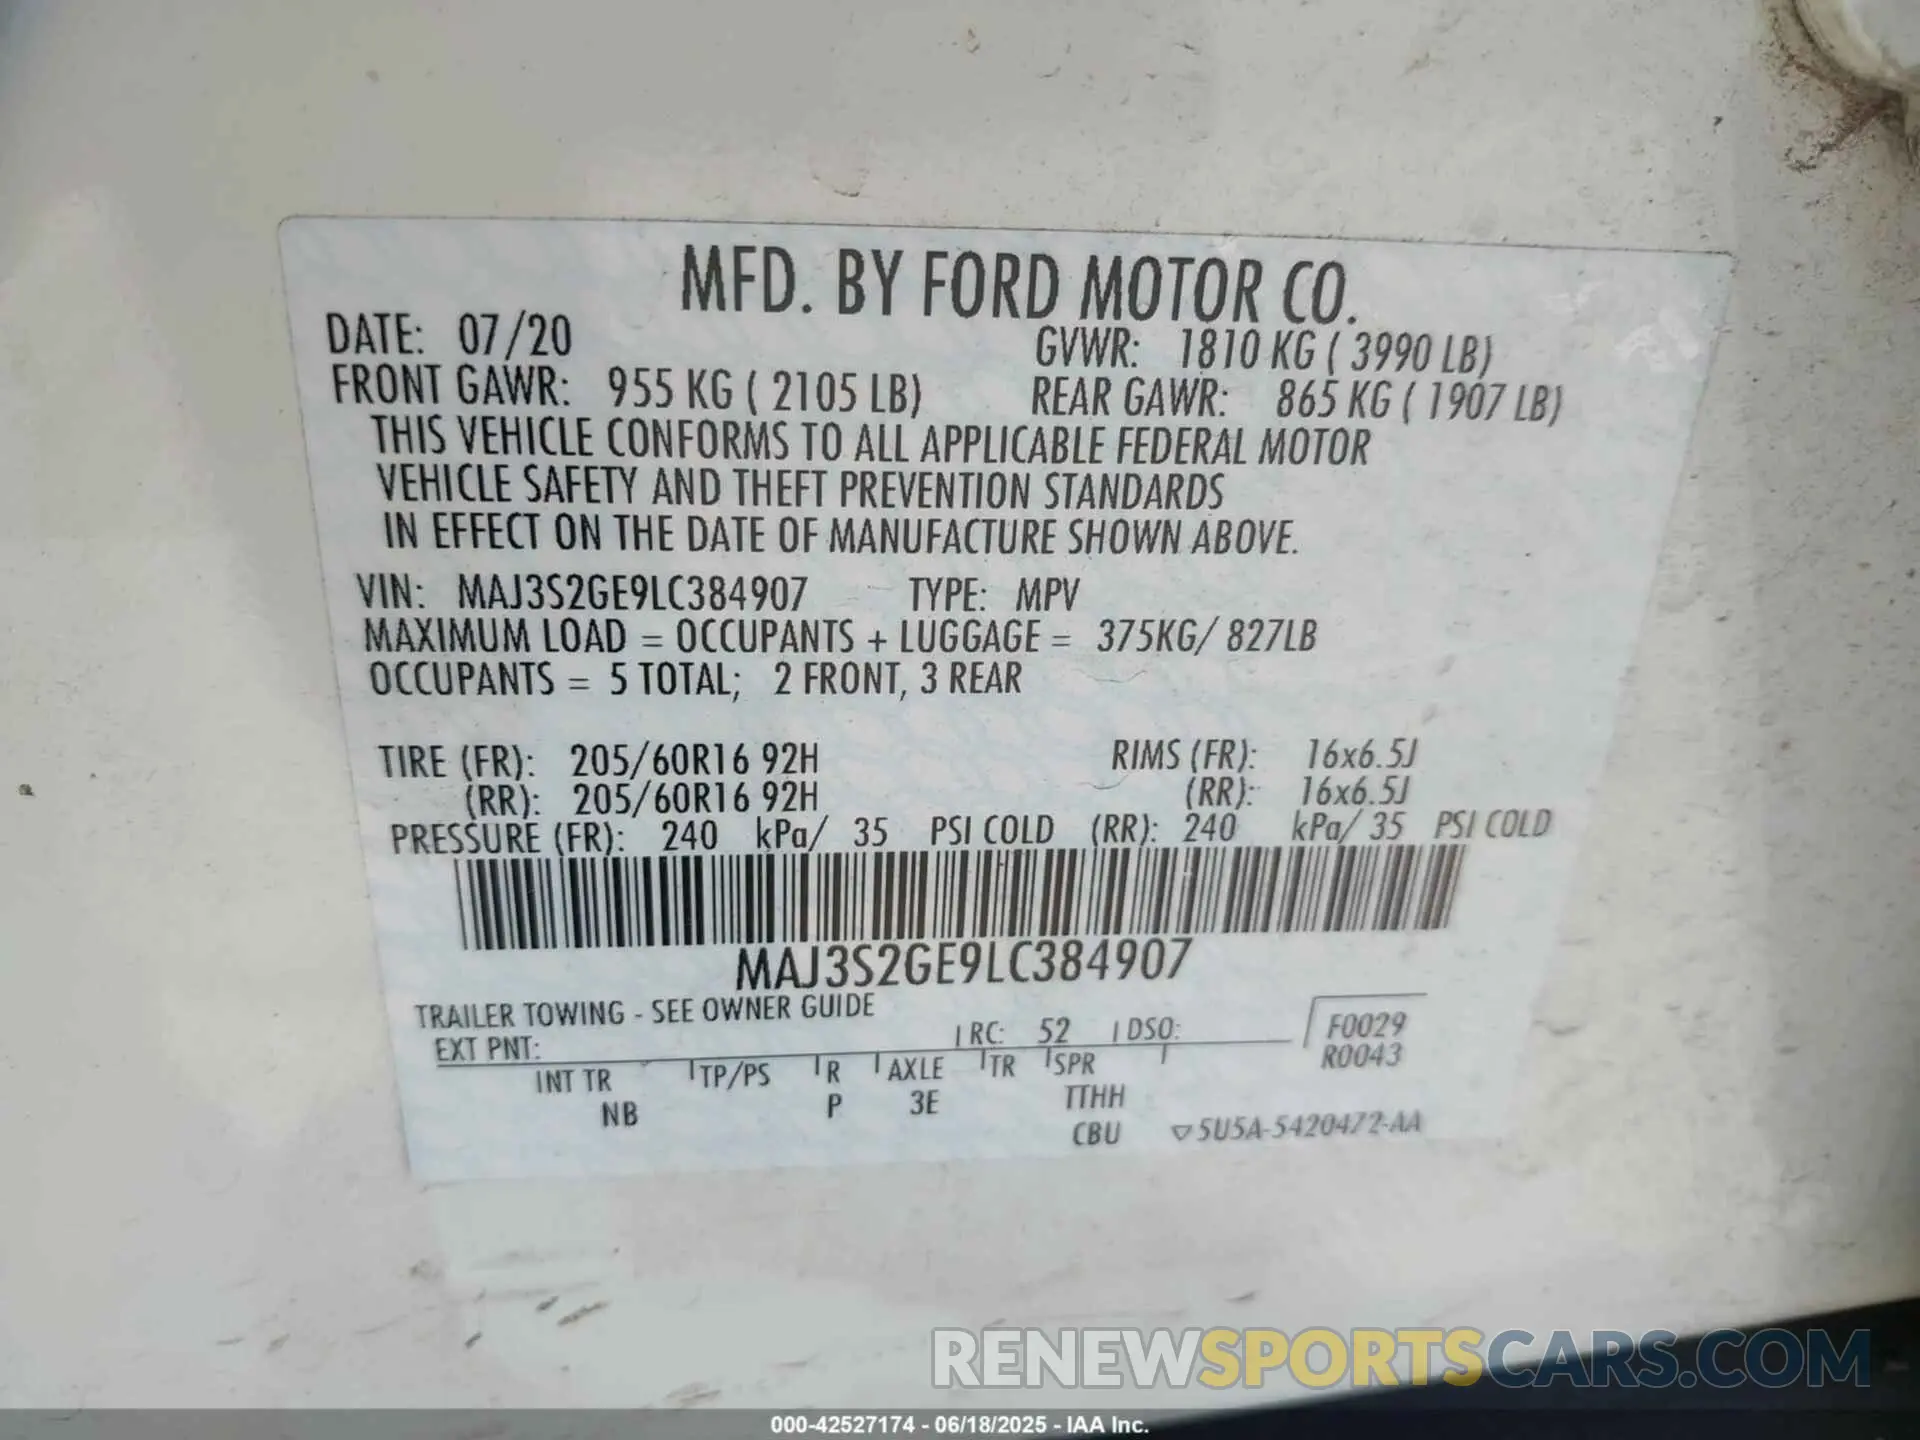 MFD. BY FORD MOTOR CO.
DATE: 07/20 GVWR: 1810 KG ( 3990 LB)
FRONT GAWR: 955 KG ( 2105 LB) REAR GAWR: 865 KG ( 1907 LB)
THIS VEHICLE CONFORMS TO ALL APPLICABLE FEDERAL MOTOR
VEHICLE SAFETY AND THEFT PREVENTION STANDARDS
IN EFFECT ON THE DATE OF MANUFACTURE SHOWN ABOVE.
VIN: MAJ3S2GE9LC384907 TYPE: MPV
MAXIMUM LOAD = OCCUPANTS + LUGGAGE = 375KG/ 827LB
OCCUPANTS = 5 TOTAL; 2 FRONT, 3 REAR
TIRE (FR): 205/60R16 92H RIMS (FR): 16x6.5J
(RR): 205/60R16 92H (RR): 16x6.5J
PRESSURE (FR): 240 kPa/ 35 PSI COLD (RR): 240 kPa/ 35 PSI COLD
MAJ3S2GE9LC384907
TRAILER TOWING - SEE OWNER GUIDE
EXT PNT: RC: 52 DSO: F0029
R0043
INT TR TP/PS R AXLE TR SPR
NB P 3E TTHH
CBU ▽5U5A-5420472-AA
RENEWSPORTSCARS.COM
000-42527174 - 06/18/2025 - IAA Inc.